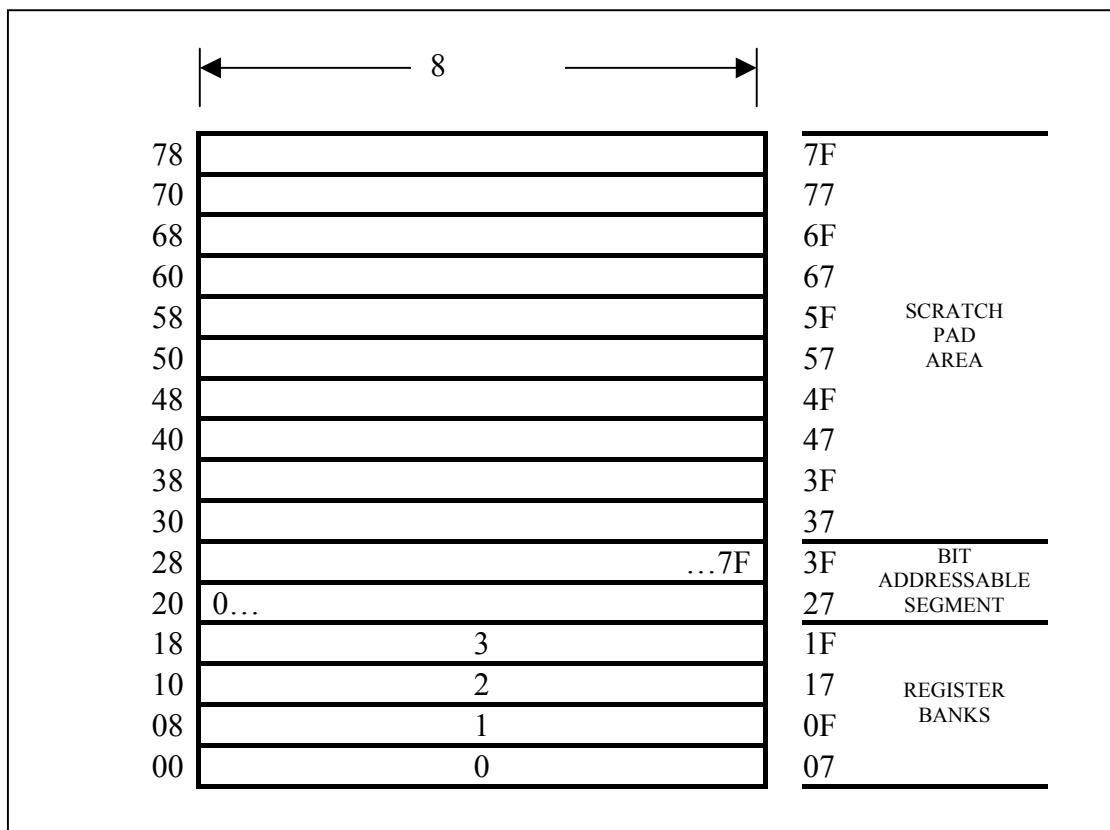 8
78 7F
70 77
68 6F
60 67
58 5F SCRATCH
PAD
50 57 AREA
48 4F
40 47
38 3F
30 37
28 …7F 3F BIT
ADDRESSABLE
20 0… 27 SEGMENT
18 3 1F
10 2 17 REGISTER
BANKS
08 1 0F
00 0 07